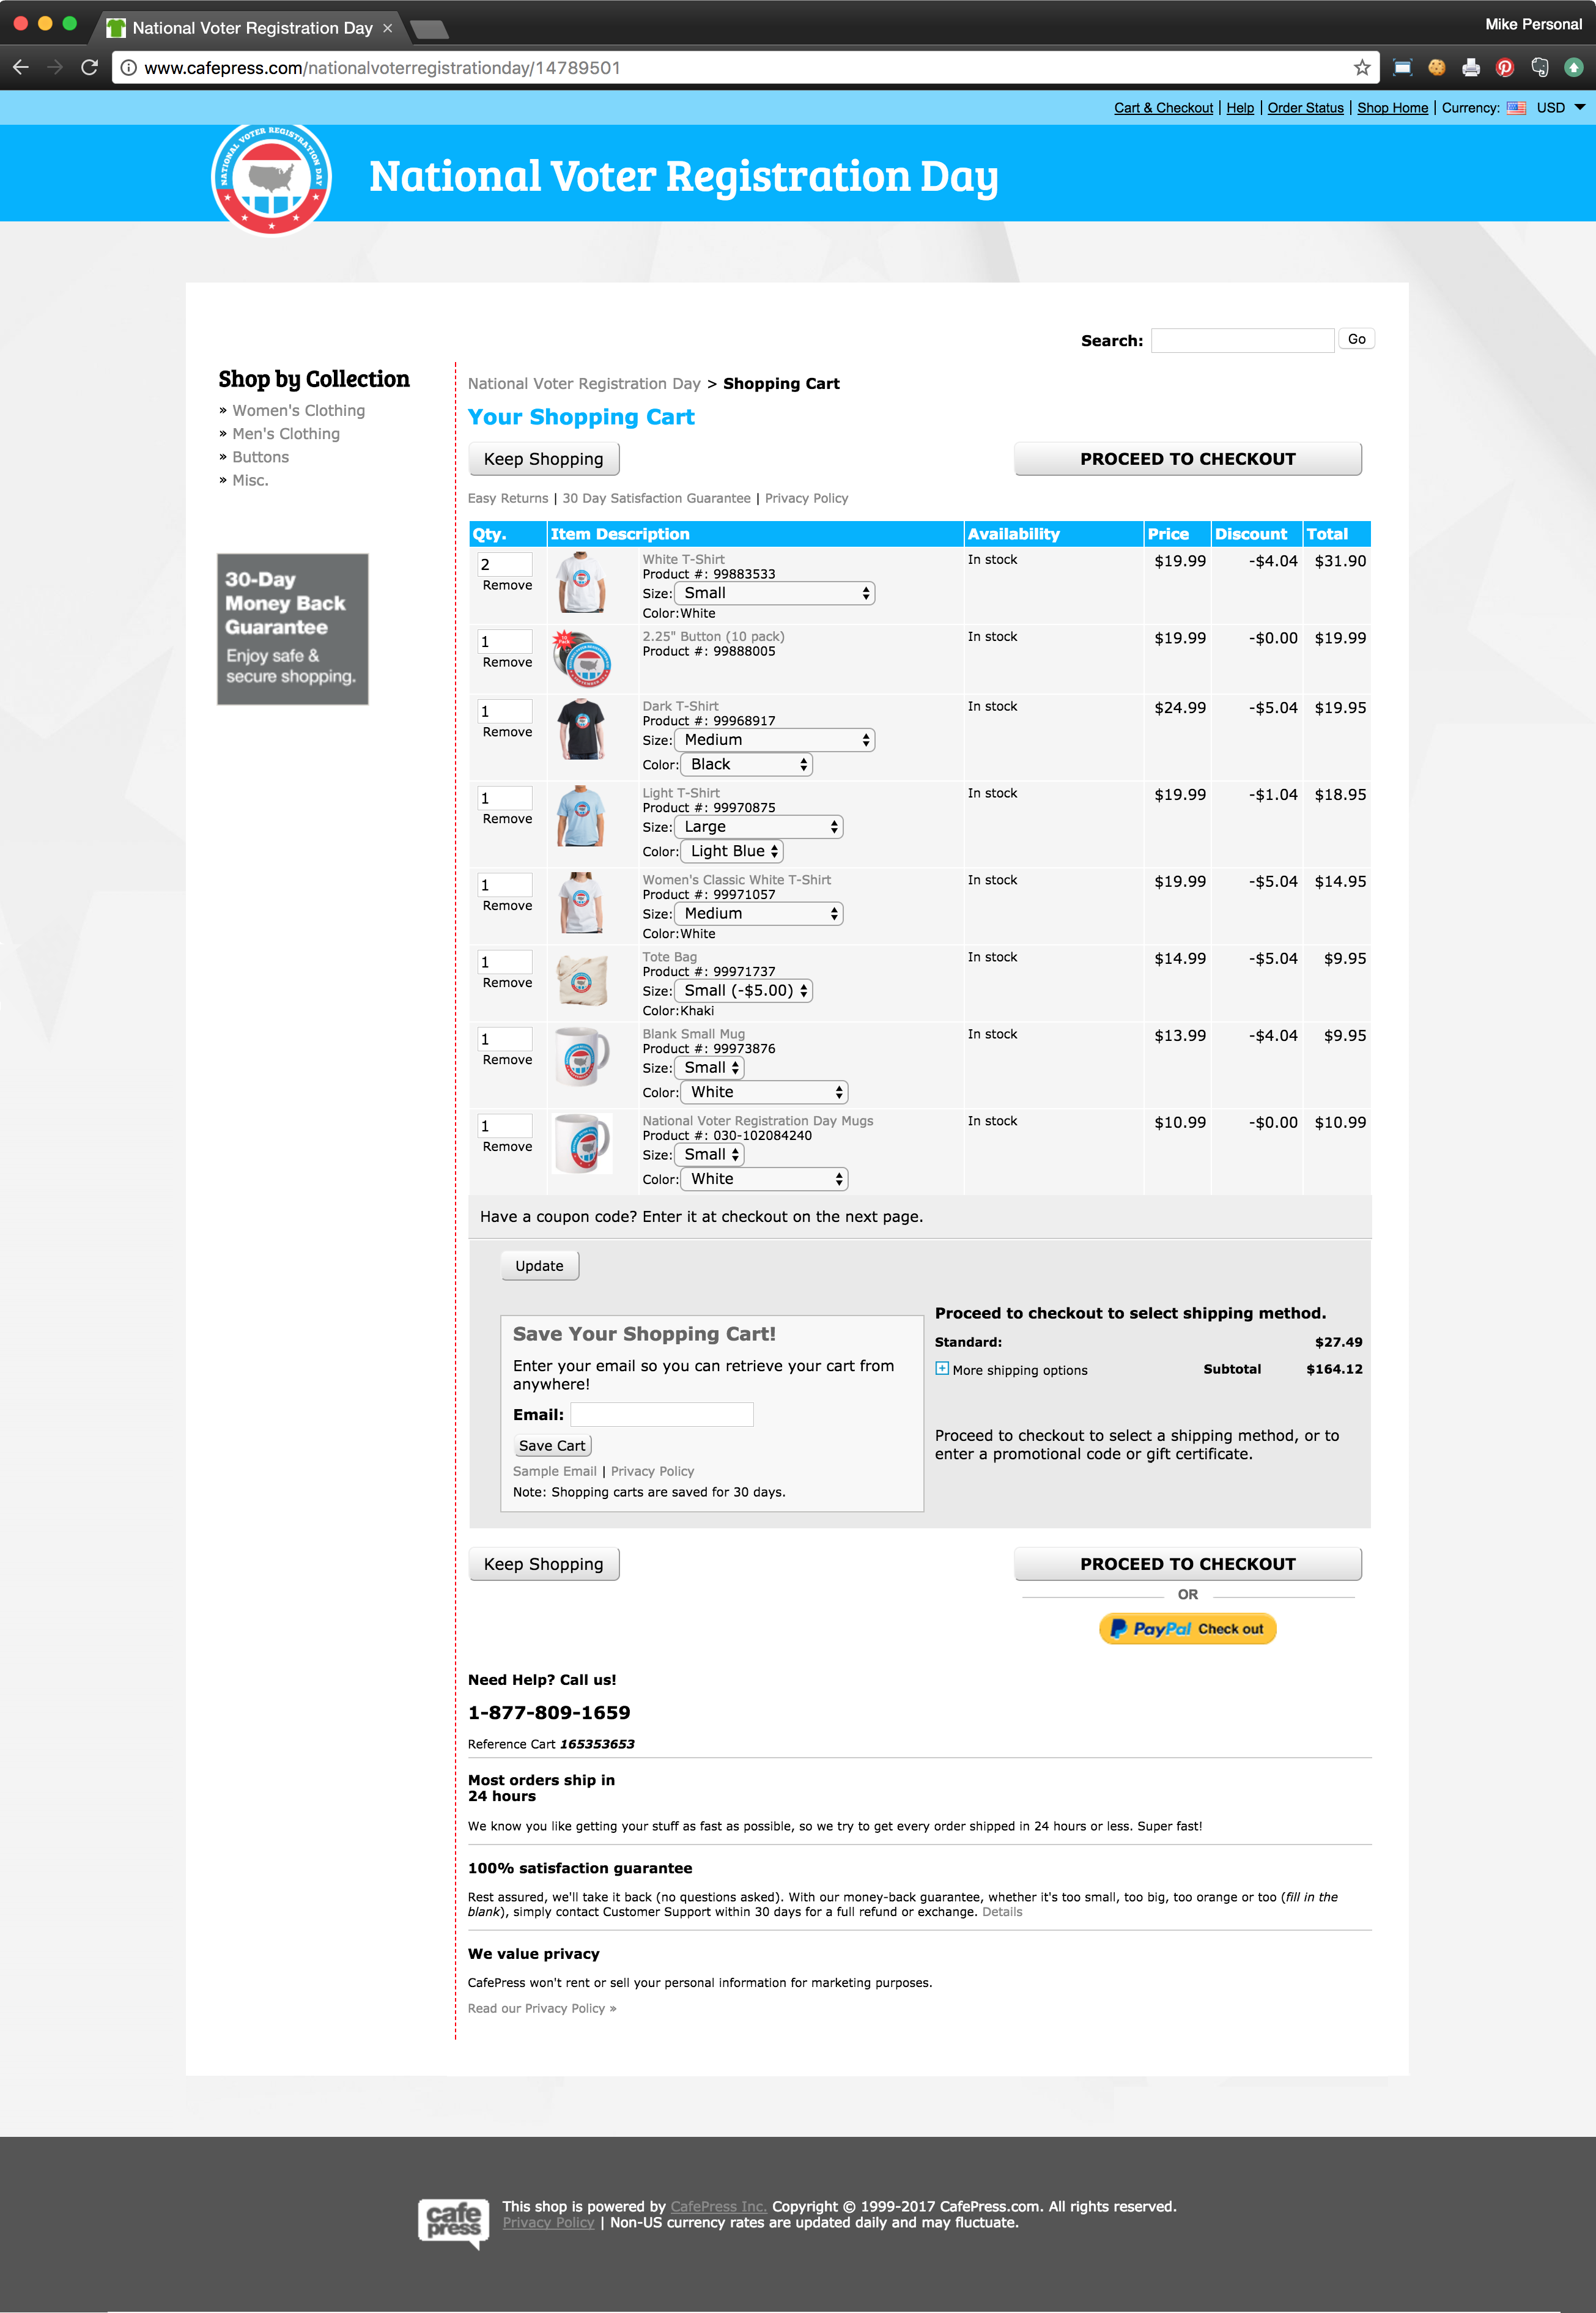 National Voter Registration Day
Mike Personal
www.cafepress.com/nationalvoterregistrationday/14789501
Cart & Checkout | Help | Order Status | Shop Home | Currency: USD
NATIONAL VOTER REGISTRATION DAY
National Voter Registration Day
Search: Go
Shop by Collection
» Women's Clothing
» Men's Clothing
» Buttons
» Misc.
30-Day
Money Back
Guarantee
Enjoy safe &
secure shopping.
National Voter Registration Day > Shopping Cart
Your Shopping Cart
Keep Shopping PROCEED TO CHECKOUT
Easy Returns | 30 Day Satisfaction Guarantee | Privacy Policy
Qty. Item Description Availability Price Discount Total
2 White T-Shirt In stock $19.99 -$4.04 $31.90
Product #: 99883533
Remove Size: Small
Color:White
1 2.25" Button (10 pack) In stock $19.99 -$0.00 $19.99
Product #: 99888005
Remove
1 Dark T-Shirt In stock $24.99 -$5.04 $19.95
Product #: 99968917
Remove Size: Medium
Color: Black
1 Light T-Shirt In stock $19.99 -$1.04 $18.95
Product #: 99970875
Remove Size: Large
Color: Light Blue
1 Women's Classic White T-Shirt In stock $19.99 -$5.04 $14.95
Product #: 99971057
Remove Size: Medium
Color:White
1 Tote Bag In stock $14.99 -$5.04 $9.95
Product #: 99971737
Remove Size: Small (-$5.00)
Color:Khaki
1 Blank Small Mug In stock $13.99 -$4.04 $9.95
Product #: 99973876
Remove Size: Small
Color: White
1 National Voter Registration Day Mugs In stock $10.99 -$0.00 $10.99
Product #: 030-102084240
Remove Size: Small
Color: White
Have a coupon code? Enter it at checkout on the next page.
Update
Proceed to checkout to select shipping method.
Standard: $27.49
More shipping options Subtotal $164.12
Proceed to checkout to select a shipping method, or to
enter a promotional code or gift certificate.
Save Your Shopping Cart!
Enter your email so you can retrieve your cart from
anywhere!
Email:
Save Cart
Sample Email | Privacy Policy
Note: Shopping carts are saved for 30 days.
Keep Shopping PROCEED TO CHECKOUT
OR
PayPal Check out
Need Help? Call us!
1-877-809-1659
Reference Cart 165353653
Most orders ship in
24 hours
We know you like getting your stuff as fast as possible, so we try to get every order shipped in 24 hours or less. Super fast!
100% satisfaction guarantee
Rest assured, we'll take it back (no questions asked). With our money-back guarantee, whether it's too small, too big, too orange or too (fill in the
blank), simply contact Customer Support within 30 days for a full refund or exchange. Details
We value privacy
CafePress won't rent or sell your personal information for marketing purposes.
Read our Privacy Policy »
cafe
press
This shop is powered by CafePress Inc. Copyright © 1999-2017 CafePress.com. All rights reserved.
Privacy Policy | Non-US currency rates are updated daily and may fluctuate.